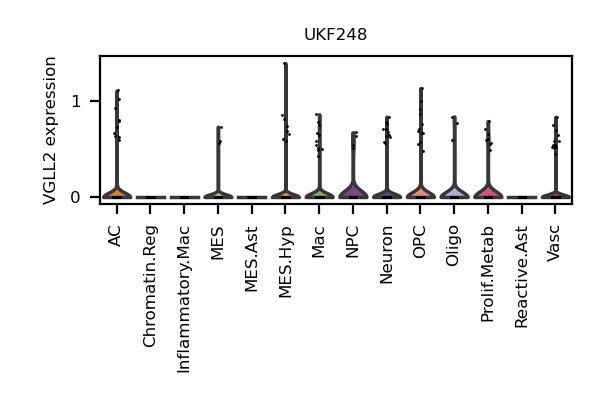 UKF248
VGLL2 expression
1
0
AC
Chromatin.Reg
Inflammatory.Mac
MES
MES.Ast
MES.Hyp
Mac
NPC
Neuron
OPC
Oligo
Prolif.Metab
Reactive.Ast
Vasc